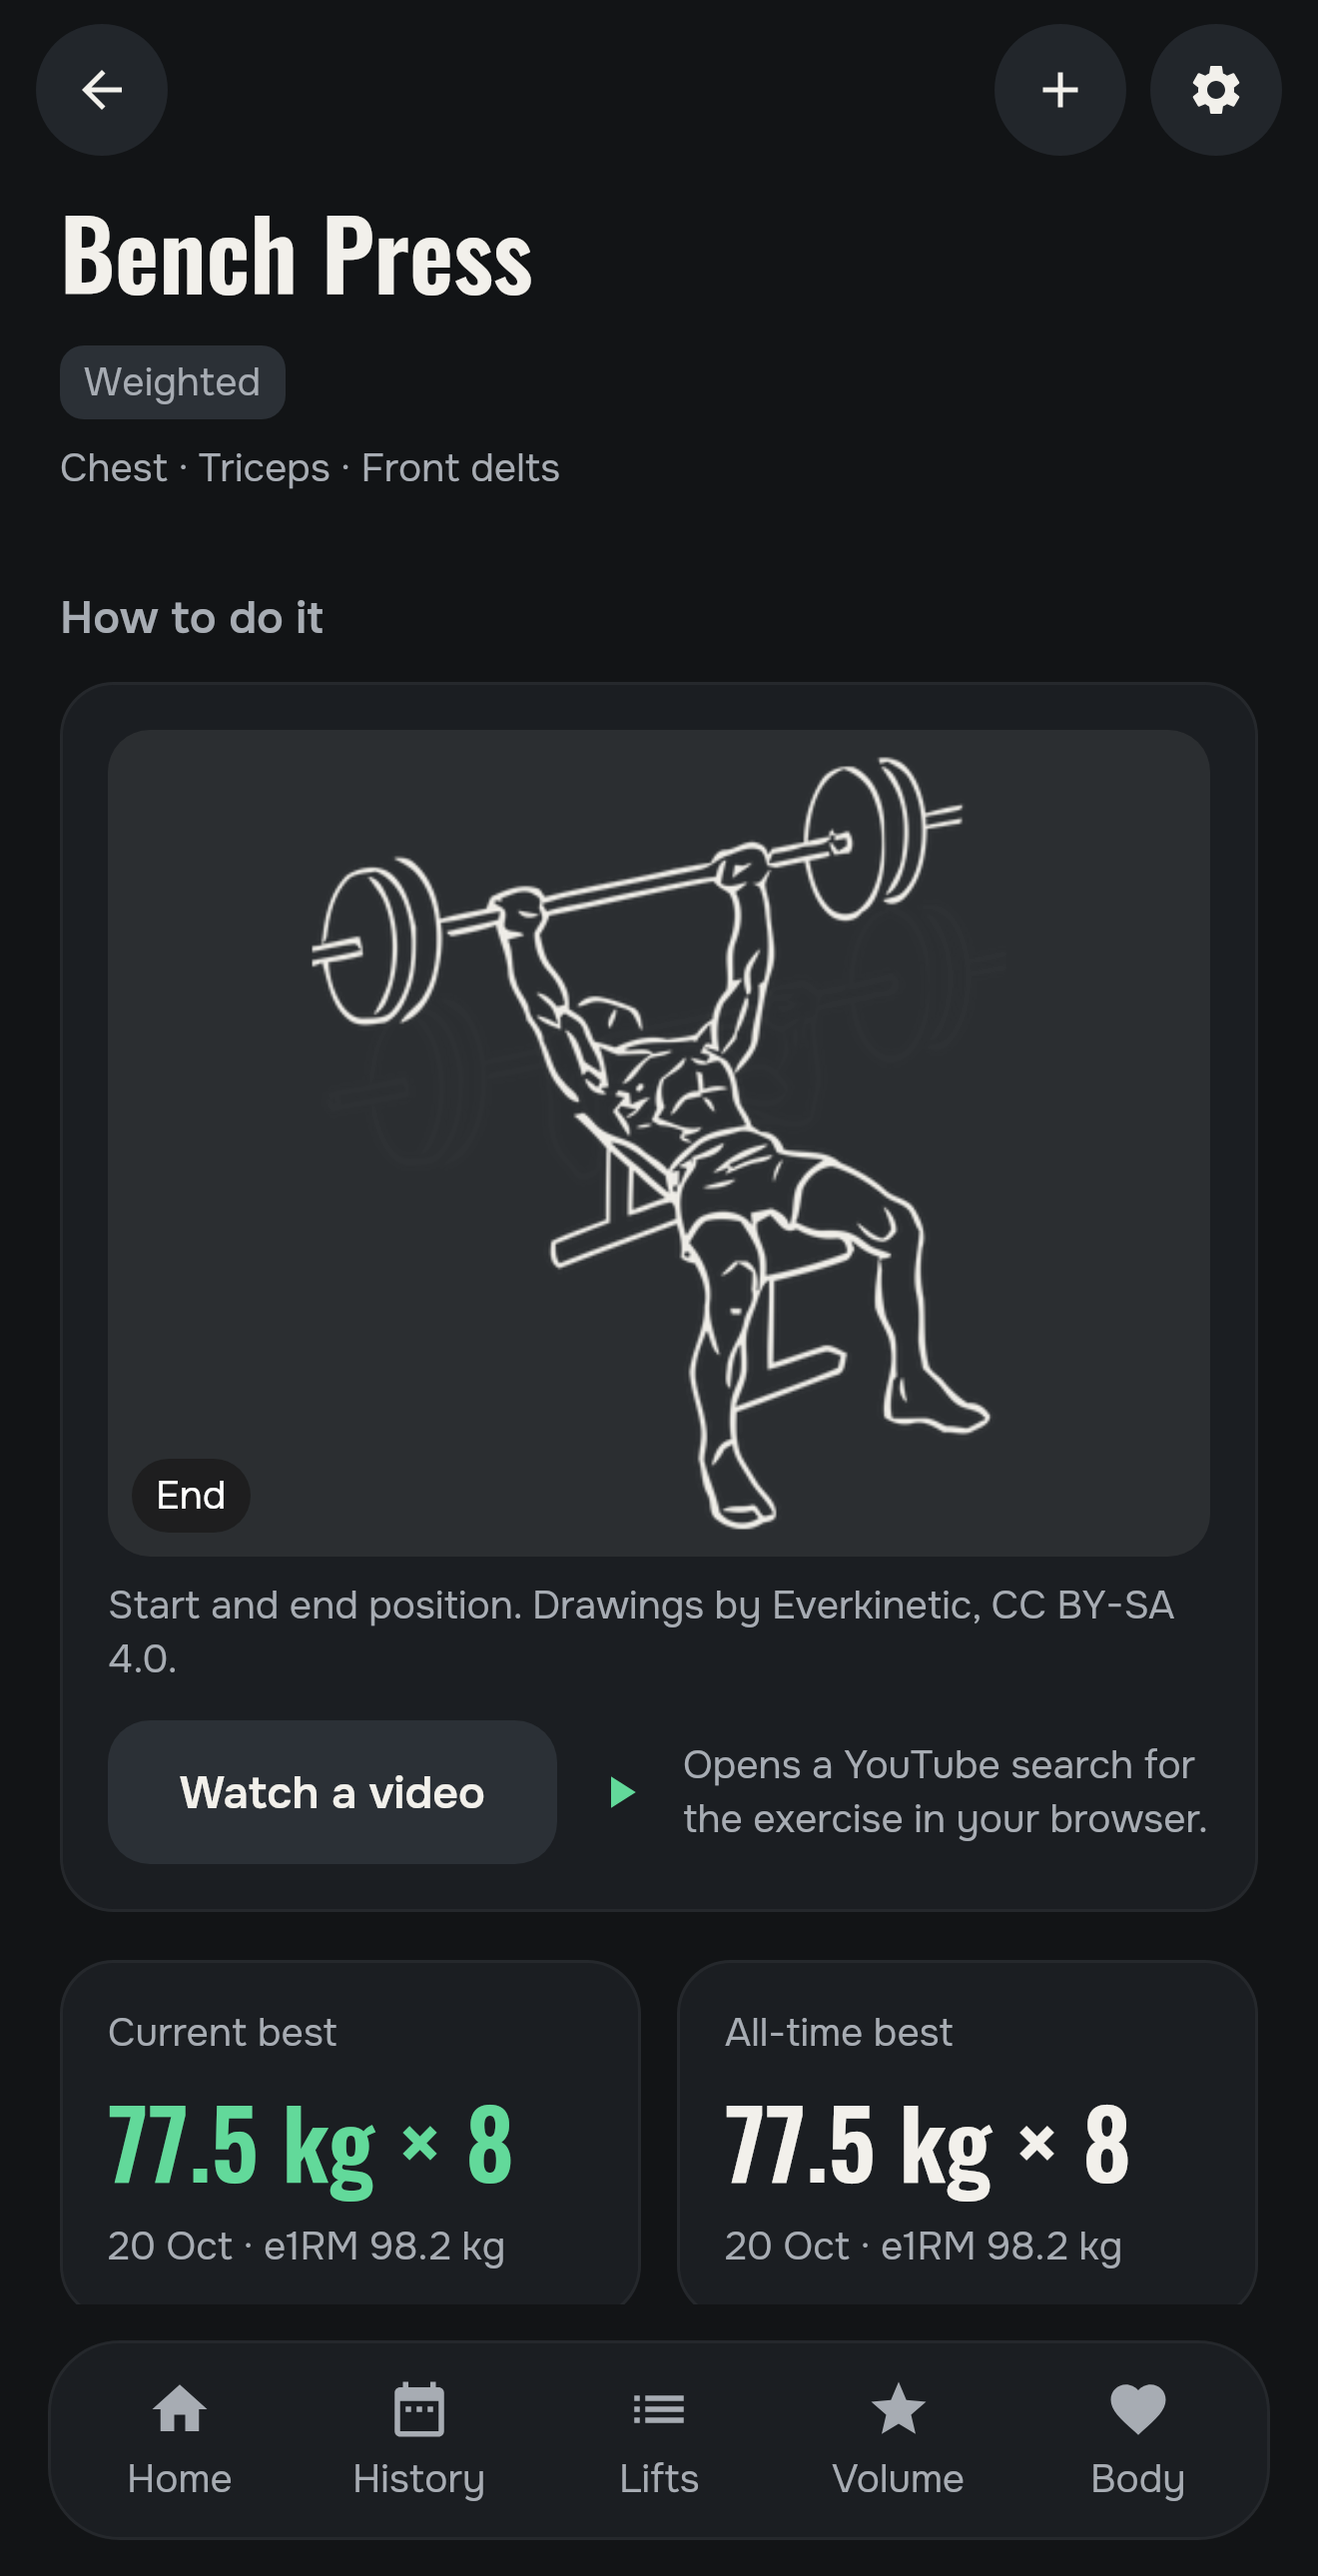 Bench Press
Weighted
Chest · Triceps · Front delts
How to do it
End
Start and end position. Drawings by Everkinetic, CC BY-SA
4.0.
Watch a video
Opens a YouTube search for
the exercise in your browser.
Current best
77.5 kg × 8
20 Oct · e1RM 98.2 kg
All-time best
77.5 kg × 8
20 Oct · e1RM 98.2 kg
Home
History
Lifts
Volume
Body